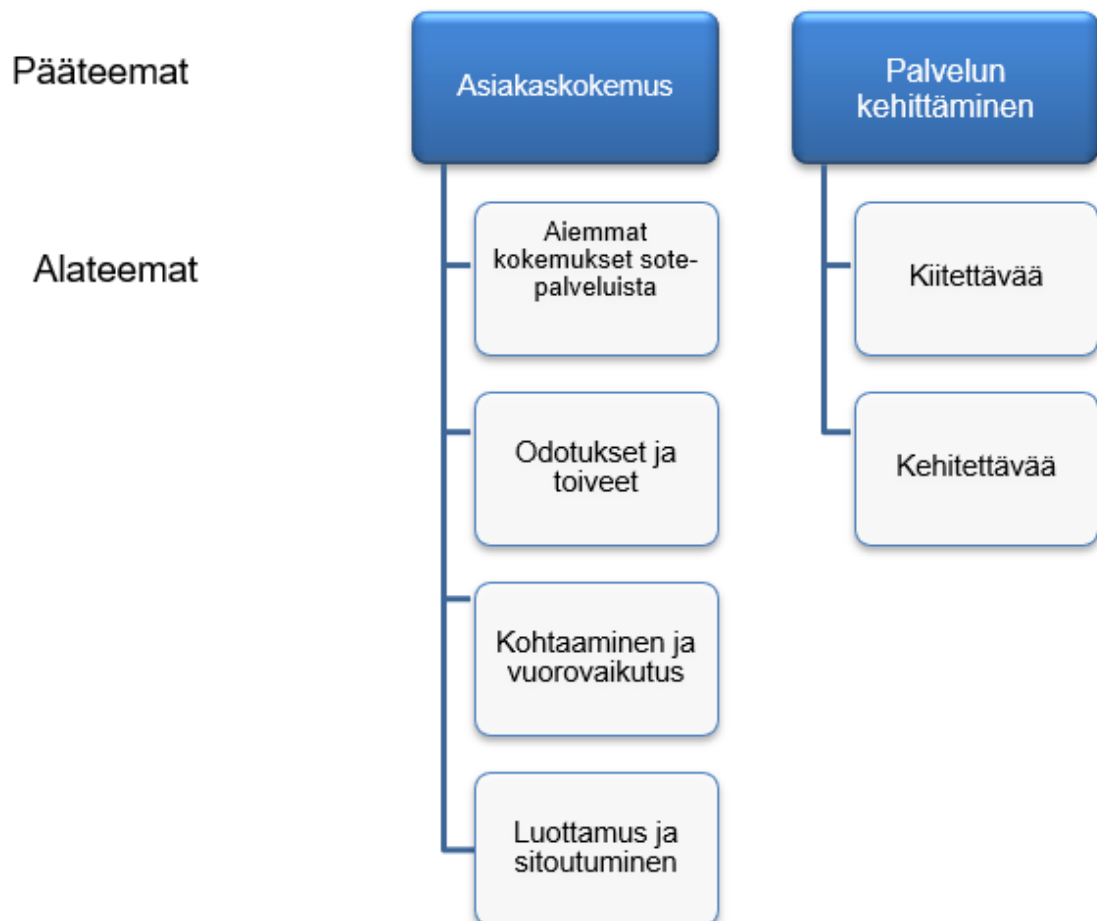 Pääteemat
Asiakaskokemus
Palvelun
kehittäminen
Alateemat
Aiemmat
kokemukset sote-
palveluista
Kiitettävää
Odotukset ja
toiveet
Kehitettävää
Kohtaaminen ja
vuorovaikutus
Luottamus ja
sitoutuminen